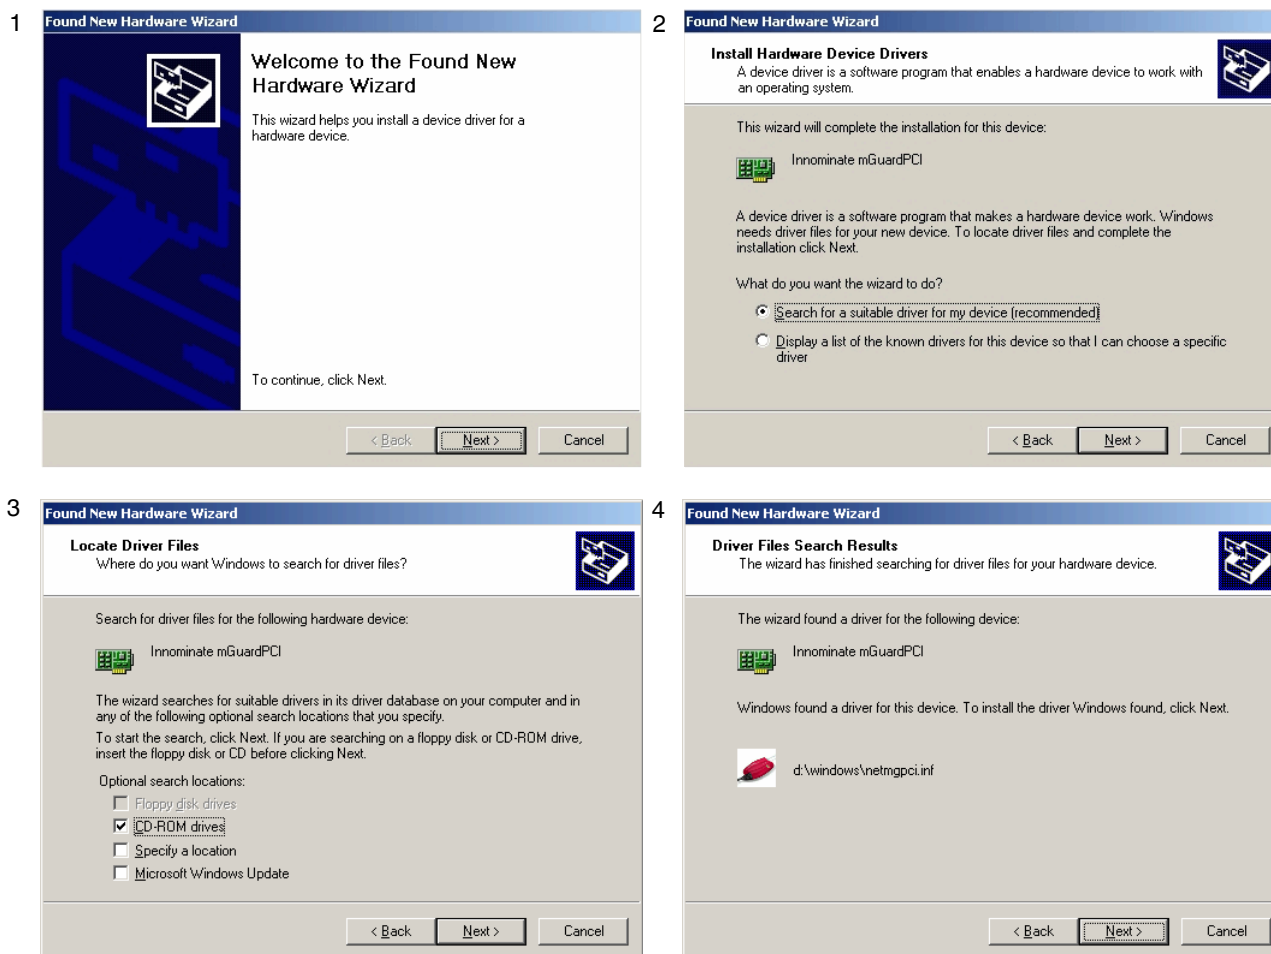 1
Found New Hardware Wizard
Welcome to the Found New
Hardware Wizard
This wizard helps you install a device driver for a
hardware device.
To continue, click Next.
< Back
Next >
Cancel
2
Found New Hardware Wizard
Install Hardware Device Drivers
A device driver is a software program that enables a hardware device to work with
an operating system.
This wizard will complete the installation for this device:
Innominate mGuardPCI
A device driver is a software program that makes a hardware device work. Windows
needs driver files for your new device. To locate driver files and complete the
installation click Next.
What do you want the wizard to do?
Search for a suitable driver for my device (recommended)
Display a list of the known drivers for this device so that I can choose a specific
driver
< Back
Next >
Cancel
3
Found New Hardware Wizard
Locate Driver Files
Where do you want Windows to search for driver files?
Search for driver files for the following hardware device:
Innominate mGuardPCI
The wizard searches for suitable drivers in its driver database on your computer and in
any of the following optional search locations that you specify.
To start the search, click Next. If you are searching on a floppy disk or CD-ROM drive,
insert the floppy disk or CD before clicking Next.
Optional search locations:
Floppy disk drives
CD-ROM drives
Specify a location
Microsoft Windows Update
< Back
Next >
Cancel
4
Found New Hardware Wizard
Driver Files Search Results
The wizard has finished searching for driver files for your hardware device.
The wizard found a driver for the following device:
Innominate mGuardPCI
Windows found a driver for this device. To install the driver Windows found, click Next.
d:\windows\netmgpci.inf
< Back
Next >
Cancel